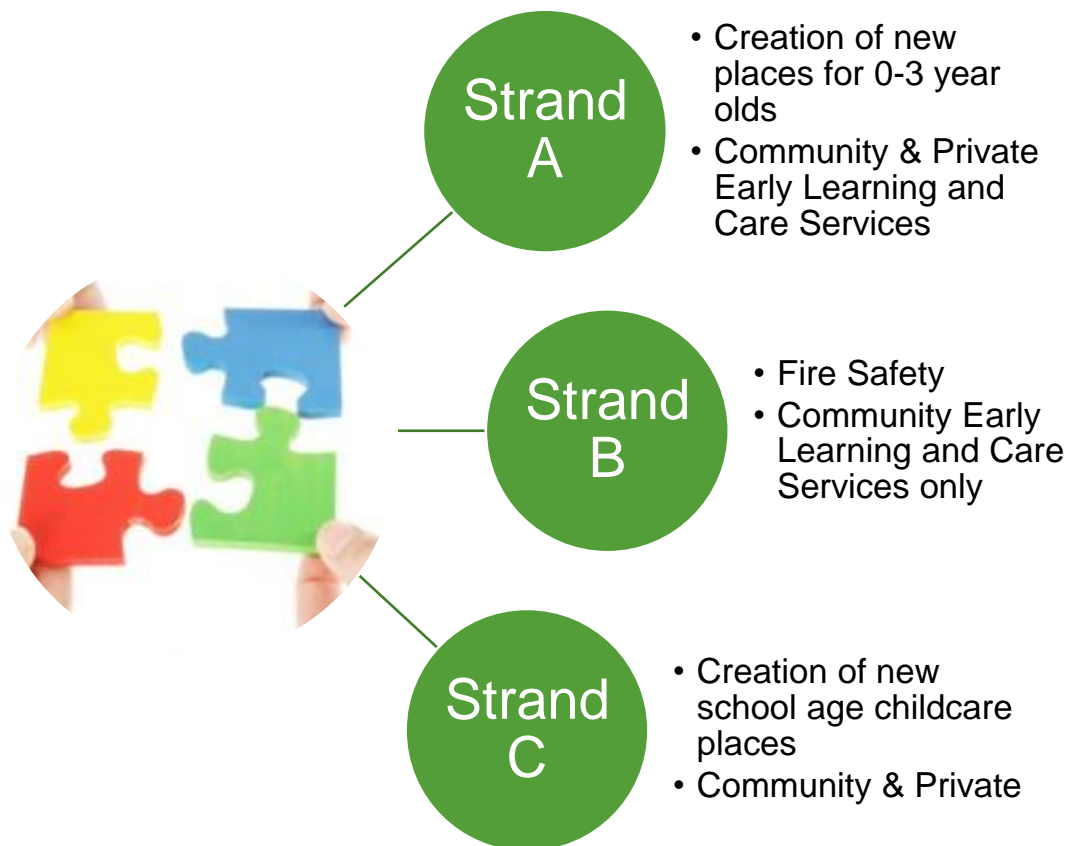 Strand
A
• Creation of new
places for 0-3 year
olds
• Community & Private
Early Learning and
Care Services
Strand
B
• Fire Safety
• Community Early
Learning and Care
Services only
Strand
C
• Creation of new
school age childcare
places
• Community & Private